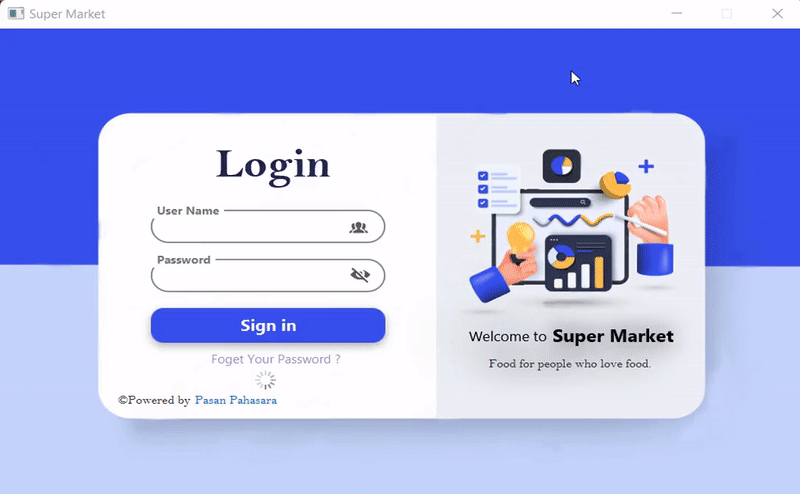 Super Market
Login
User Name
Password
Sign in
Foget Your Password ?
©Powered by Pasan Pahasara
Welcome to Super Market
Food for people who love food.